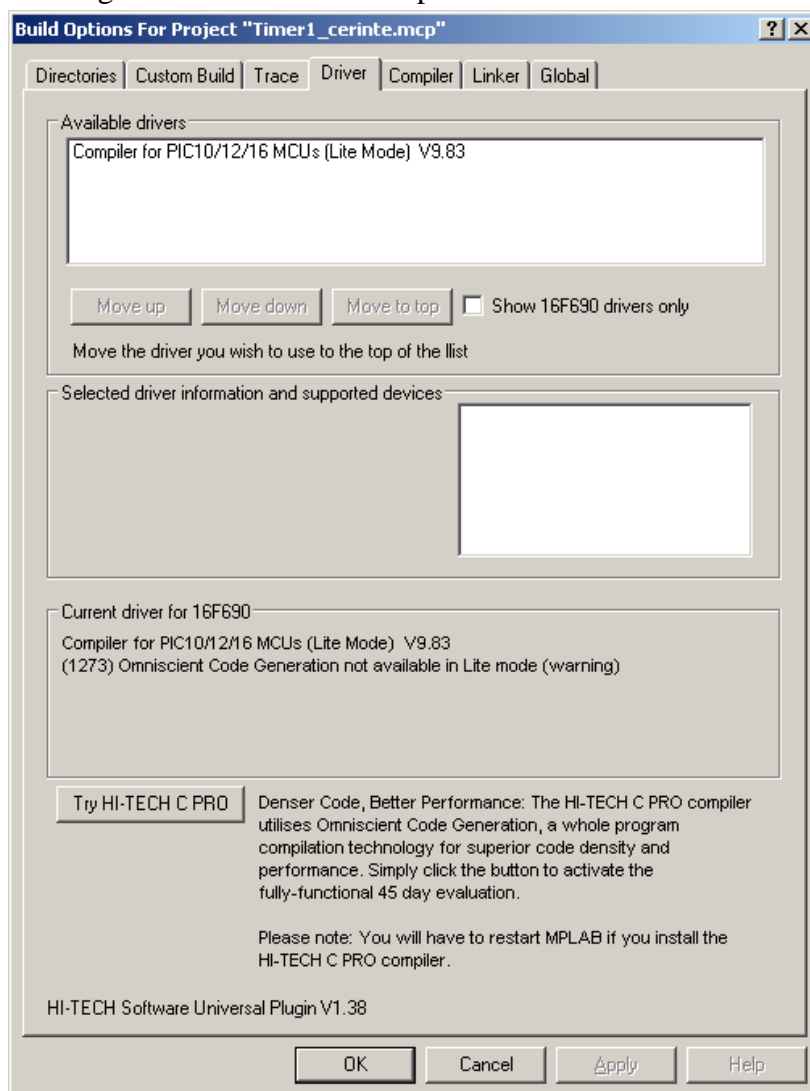 Build Options For Project "Timer1_cerinte.mcp"
Directories Custom Build Trace Driver Compiler Linker Global
Available drivers
Compiler for PIC10/12/16 MCUs (Lite Mode) V9.83
Move up Move down Move to top Show 16F690 drivers only
Move the driver you wish to use to the top of the llist
Selected driver information and supported devices
Current driver for 16F690
Compiler for PIC10/12/16 MCUs (Lite Mode) V9.83
(1273) Omniscient Code Generation not available in Lite mode (warning)
Try HI-TECH C PRO
Denser Code, Better Performance: The HI-TECH C PRO compiler
utilises Omniscient Code Generation, a whole program
compilation technology for superior code density and
performance. Simply click the button to activate the
fully-functional 45 day evaluation.
Please note: You will have to restart MPLAB if you install the
HI-TECH C PRO compiler.
HI-TECH Software Universal Plugin V1.38
OK Cancel Apply Help